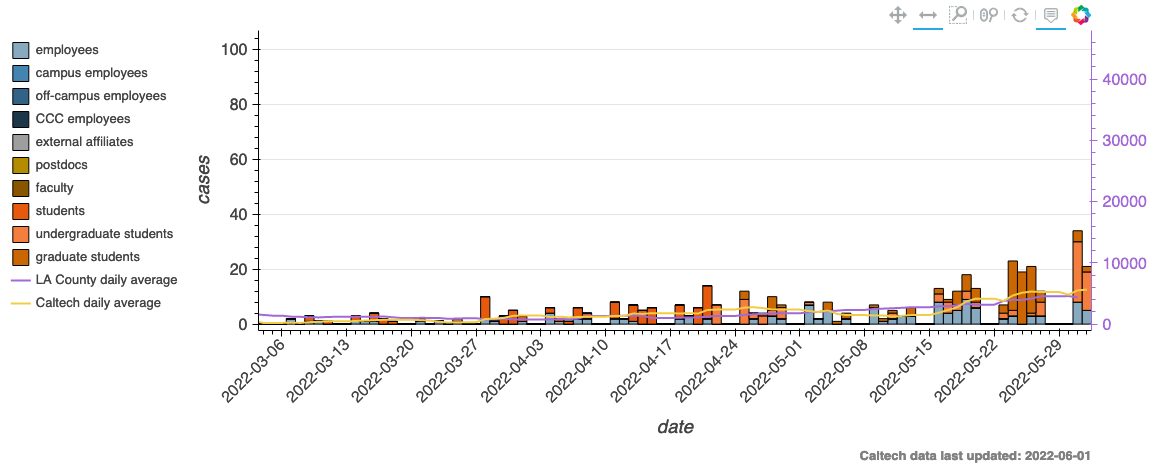 employees
campus employees
off-campus employees
CCC employees
external affiliates
postdocs
faculty
students
undergraduate students
graduate students
LA County daily average
Caltech daily average
cases
100
80
60
40
20
0
40000
30000
20000
10000
0
2022-03-06
2022-03-13
2022-03-20
2022-03-27
2022-04-03
2022-04-10
2022-04-17
2022-04-24
2022-05-01
2022-05-08
2022-05-15
2022-05-22
2022-05-29
date
Caltech data last updated: 2022-06-01